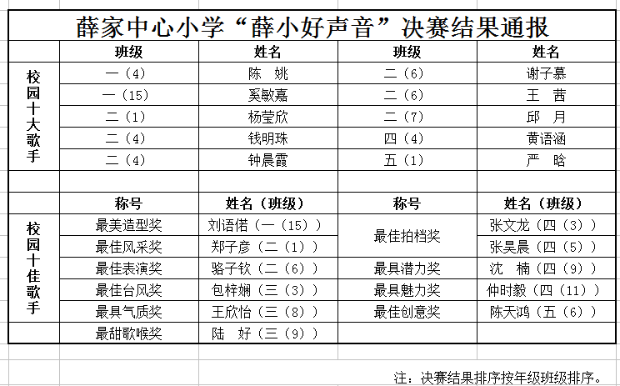 薛家中心小学“薛小好声音”决赛结果通报
校园十大歌手
班级 姓名 班级 姓名
一（4） 陈　姚 二（6） 谢子慕
一（15） 奚敏嘉 二（6） 王　茜
二（1） 杨莹欣 二（7） 邱　月
二（4） 钱明珠 四（4） 黄语涵
二（4） 钟晨霞 五（1） 严　晗
校园十佳歌手
称号 姓名（班级） 称号 姓名（班级）
最美造型奖 刘语偌（一（15）） 最佳拍档奖 张文龙（四（3））
最佳风采奖 郑子彦（二（1）） 张昊晨（四（5））
最佳表演奖 骆子钦（二（6） 最具潜力奖 沈　楠（四（9））
最佳台风奖 包梓娴（三（3） 最具魅力奖 仲时毅（四（11））
最具气质奖 王欣怡（三（8） 最佳创意奖 陈天鸿（五（6））
最甜歌喉奖 陆　好（三（9））
注：决赛结果排序按年级班级排序。